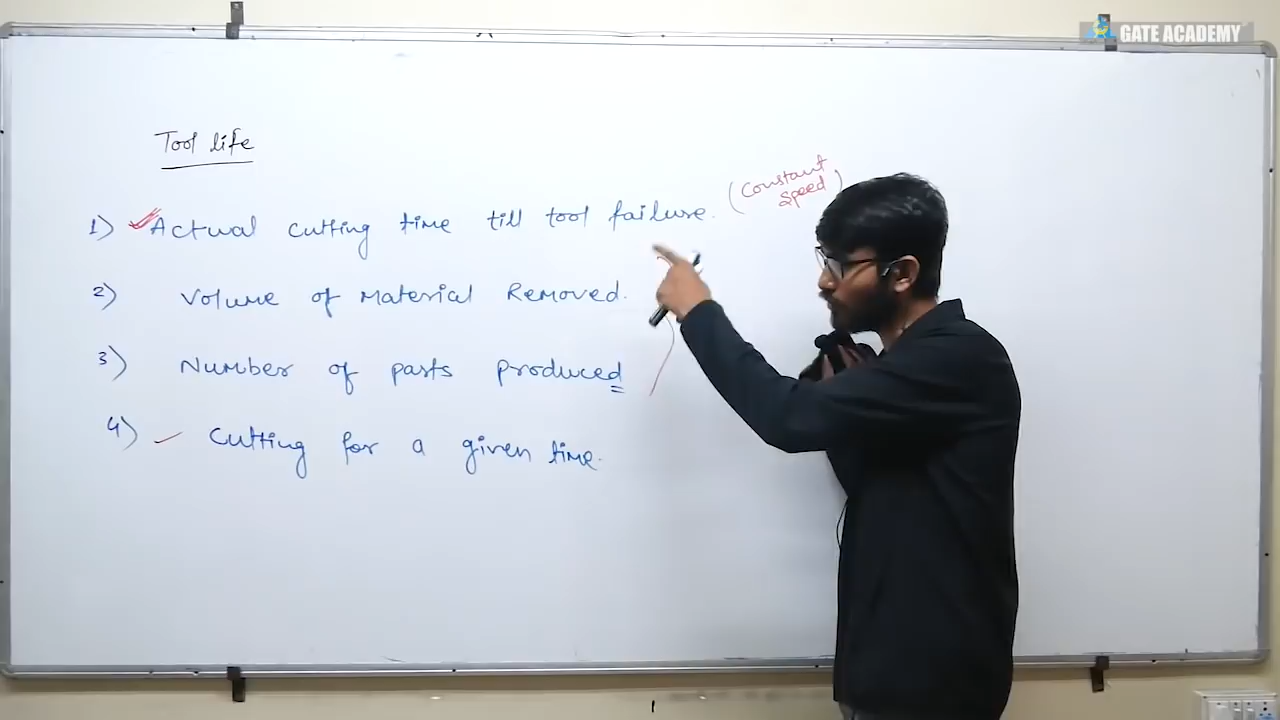 GATE ACADEMY
Tool life
1) Actual cutting time till tool failure. (Constant
Speed)
2) Volume of Material Removed.
3) Number of parts produced
4) Cutting for a given time.